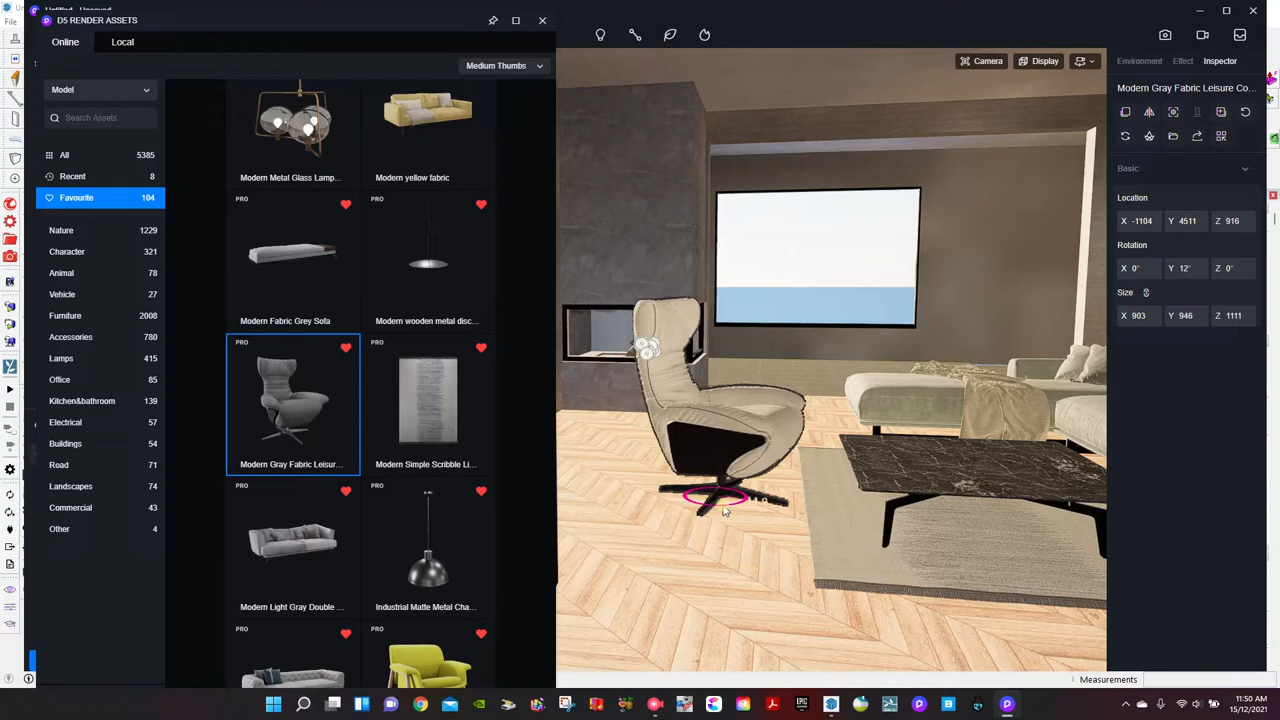 Untitled - Unsaved
File
D5 RENDER ASSETS
Online
Local
Medium Thumbs
Model
Search Assets
All 5385
Recent 8
Favourite 104
Nature 1229
Character 321
Animal 78
Vehicle 27
Furniture 2008
Accessories 780
Lamps 415
Office 85
Kitchen&bathroom 139
Electrical 57
Buildings 54
Road 71
Landscapes 74
Commercial 43
Other 4
Modern Metal Glass Lamp...
Modern yellow fabric
PRO
PRO
Modern Fabric Grey Sofa
Modern wooden metal disc...
PRO
PRO
Modern Gray Fabric Leisur...
Modern Simple Scribble Li...
PRO
PRO
Modern Light Gray Double ...
Industrial Matte Metal Cha...
PRO
PRO
Camera
Display
Environment
Effect
Inspector
Modern Gray Fabric Leisure Co...
Basic
Location
X -1104
Y 4511
Z 916
Rotation
X 0°
Y 12°
Z 0°
Size
X 903
Y 946
Z 1111
Measurements
11:50 AM
15/12/2021